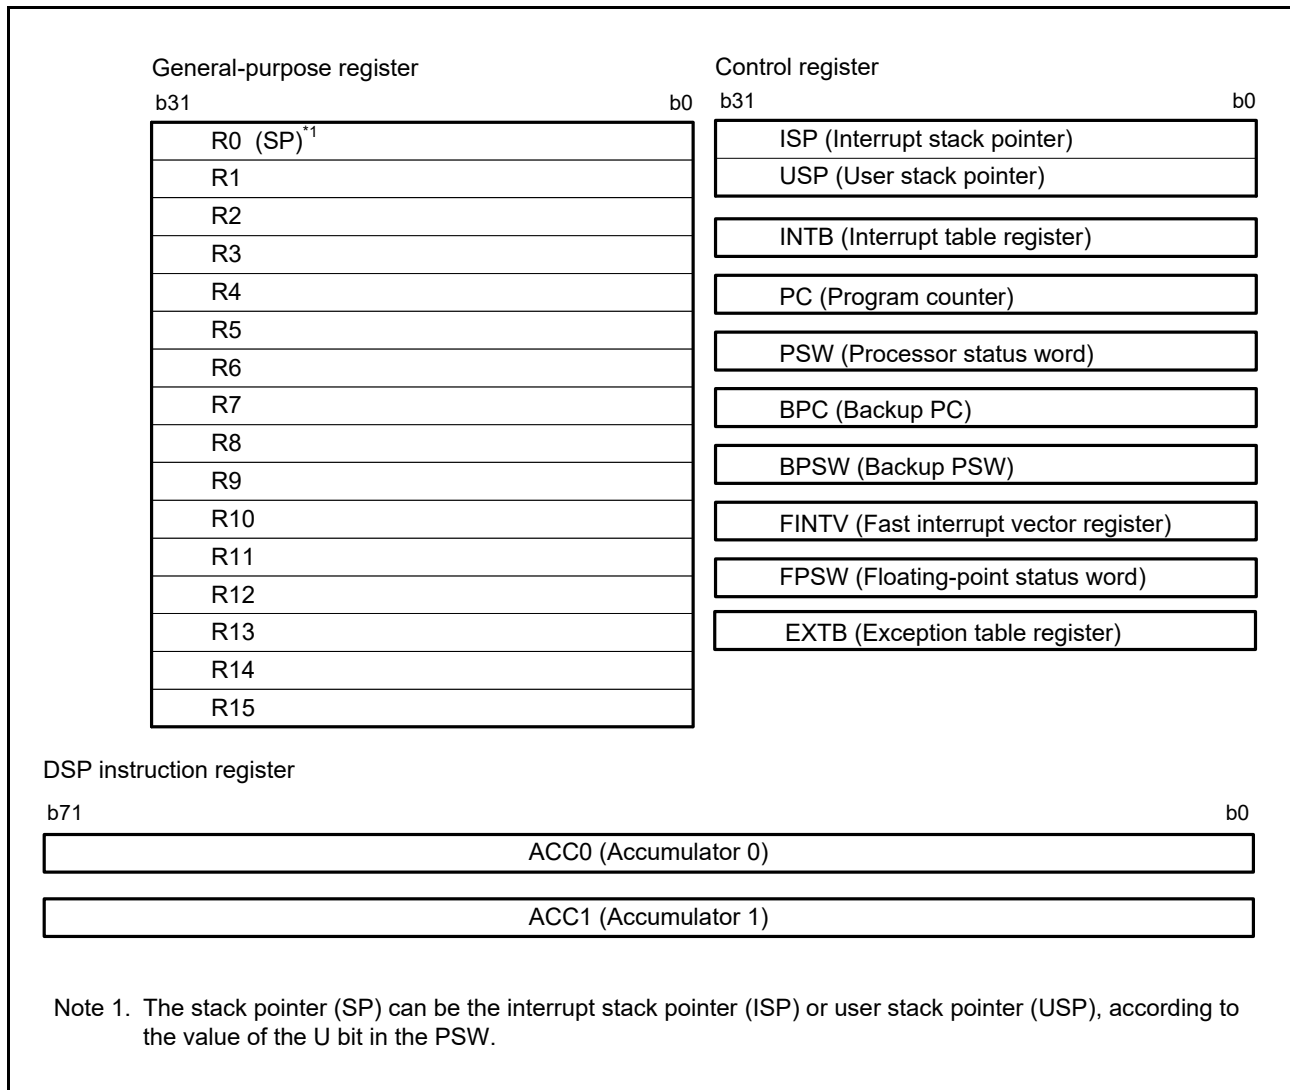 General-purpose register
b31 b0
R0 (SP)*1
R1
R2
R3
R4
R5
R6
R7
R8
R9
R10
R11
R12
R13
R14
R15
Control register
b31 b0
ISP (Interrupt stack pointer)
USP (User stack pointer)
INTB (Interrupt table register)
PC (Program counter)
PSW (Processor status word)
BPC (Backup PC)
BPSW (Backup PSW)
FINTV (Fast interrupt vector register)
FPSW (Floating-point status word)
EXTB (Exception table register)
DSP instruction register
b71 b0
ACC0 (Accumulator 0)
ACC1 (Accumulator 1)
Note 1. The stack pointer (SP) can be the interrupt stack pointer (ISP) or user stack pointer (USP), according to
the value of the U bit in the PSW.